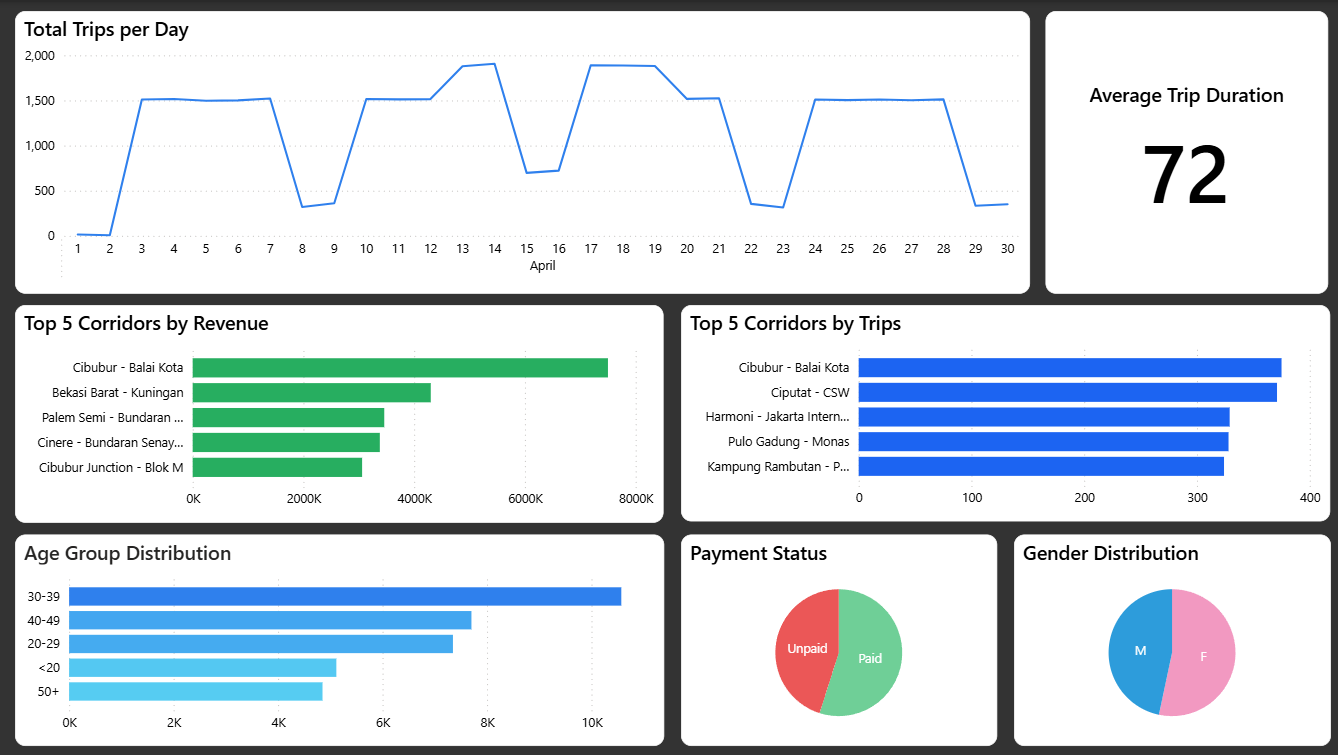 Total Trips per Day
2,000
1,500
1,000
500
0
1 2 3 4 5 6 7 8 9 10 11 12 13 14 15 16 17 18 19 20 21 22 23 24 25 26 27 28 29 30
April
Average Trip Duration
72
Top 5 Corridors by Revenue
Cibubur - Balai Kota
Bekasi Barat - Kuningan
Palem Semi - Bundaran ...
Cinere - Bundaran Senay...
Cibubur Junction - Blok M
0K 2000K 4000K 6000K 8000K
Top 5 Corridors by Trips
Cibubur - Balai Kota
Ciputat - CSW
Harmoni - Jakarta Intern...
Pulo Gadung - Monas
Kampung Rambutan - P...
0 100 200 300 400
Age Group Distribution
30-39
40-49
20-29
<20
50+
0K 2K 4K 6K 8K 10K
Payment Status
Unpaid
Paid
Gender Distribution
M
F